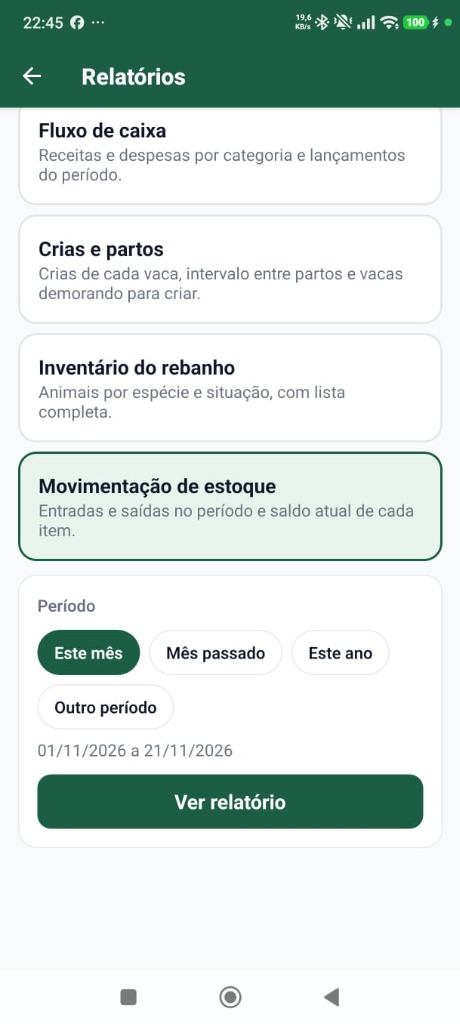 22:45
19,6
KB/s
100
Relatórios
Fluxo de caixa
Receitas e despesas por categoria e lançamentos
do período.
Crias e partos
Crias de cada vaca, intervalo entre partos e vacas
demorando para criar.
Inventário do rebanho
Animais por espécie e situação, com lista
completa.
Movimentação de estoque
Entradas e saídas no período e saldo atual de cada
item.
Período
Este mês
Mês passado
Este ano
Outro período
01/11/2026 a 21/11/2026
Ver relatório